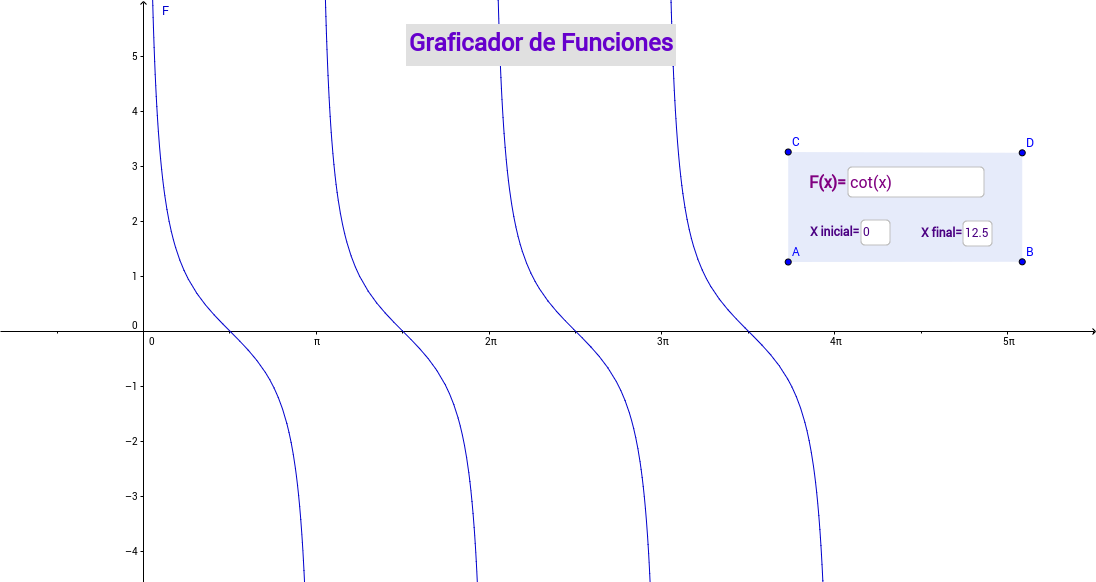 F
Graficador de Funciones
5
4
C
D
3
F(x)= cot(x)
2
X inicial= 0 X final= 12.5
A
B
1
0
0 π 2π 3π 4π 5π
−1
−2
−3
−4